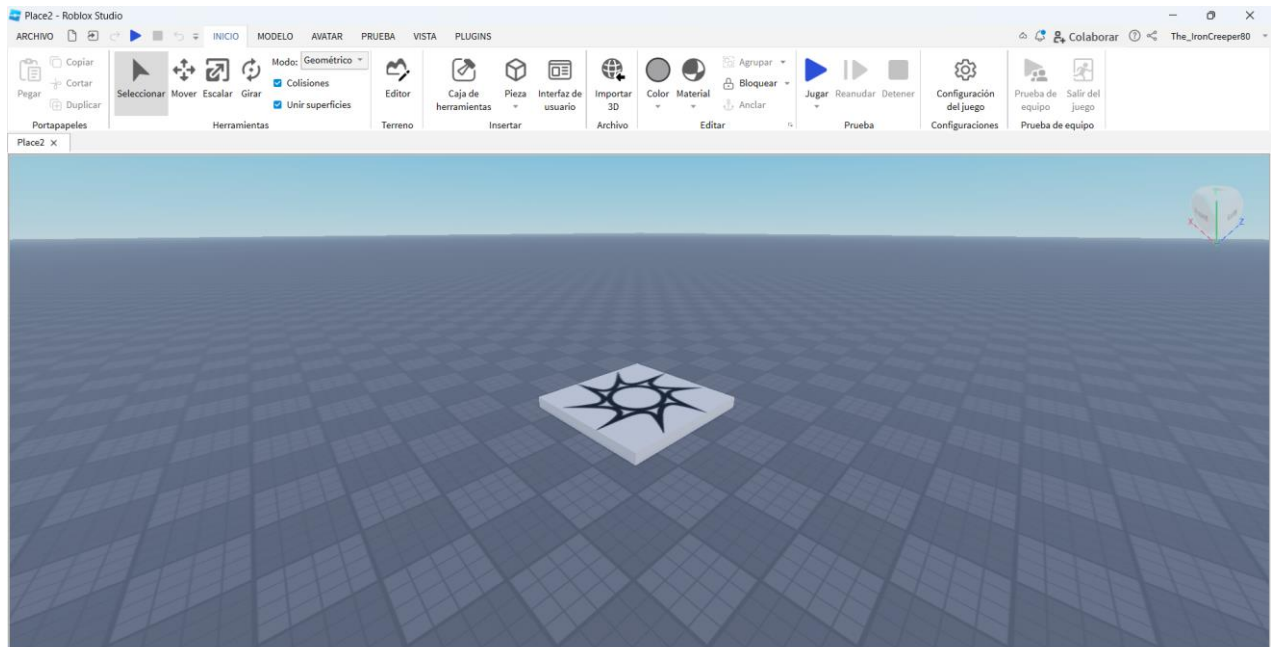 Place2 - Roblox Studio
ARCHIVO INICIO MODELO AVATAR PRUEBA VISTA PLUGINS Colaborar The_IronCreeper80
Pegar
Copiar
Cortar
Duplicar
Portapapeles
Seleccionar Mover Escalar Girar
Modo: Geométrico
Colisiones
Unir superficies
Herramientas
Editor
Terreno
Caja de
herramientas
Pieza
Interfaz de
usuario
Insertar
Importar
3D
Archivo
Color Material
Agrupar
Bloquear
Anclar
Editar
Jugar Reanudar Detener
Prueba
Configuración
del juego
Configuraciones
Prueba de
equipo
Salir del
juego
Prueba de equipo
Place2
X Z